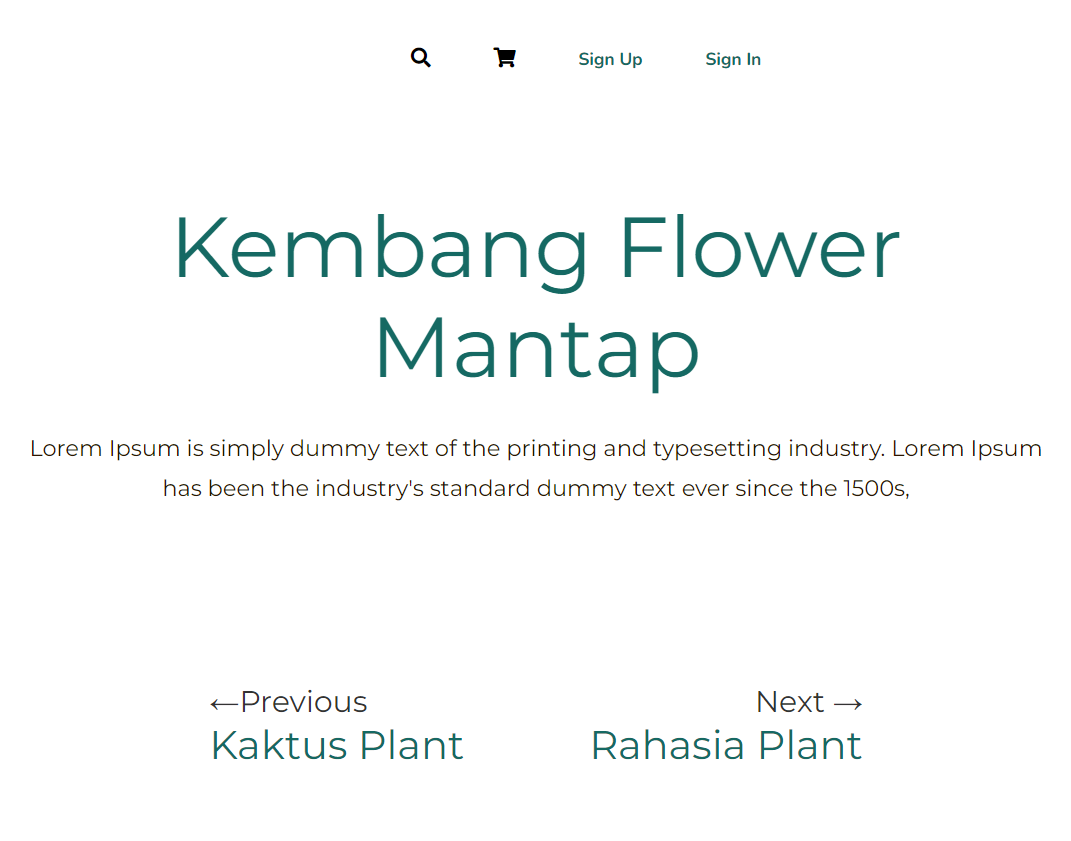 Sign Up Sign In
Kembang Flower
Mantap
Lorem Ipsum is simply dummy text of the printing and typesetting industry. Lorem Ipsum
has been the industry's standard dummy text ever since the 1500s,
←Previous Next →
Kaktus Plant Rahasia Plant